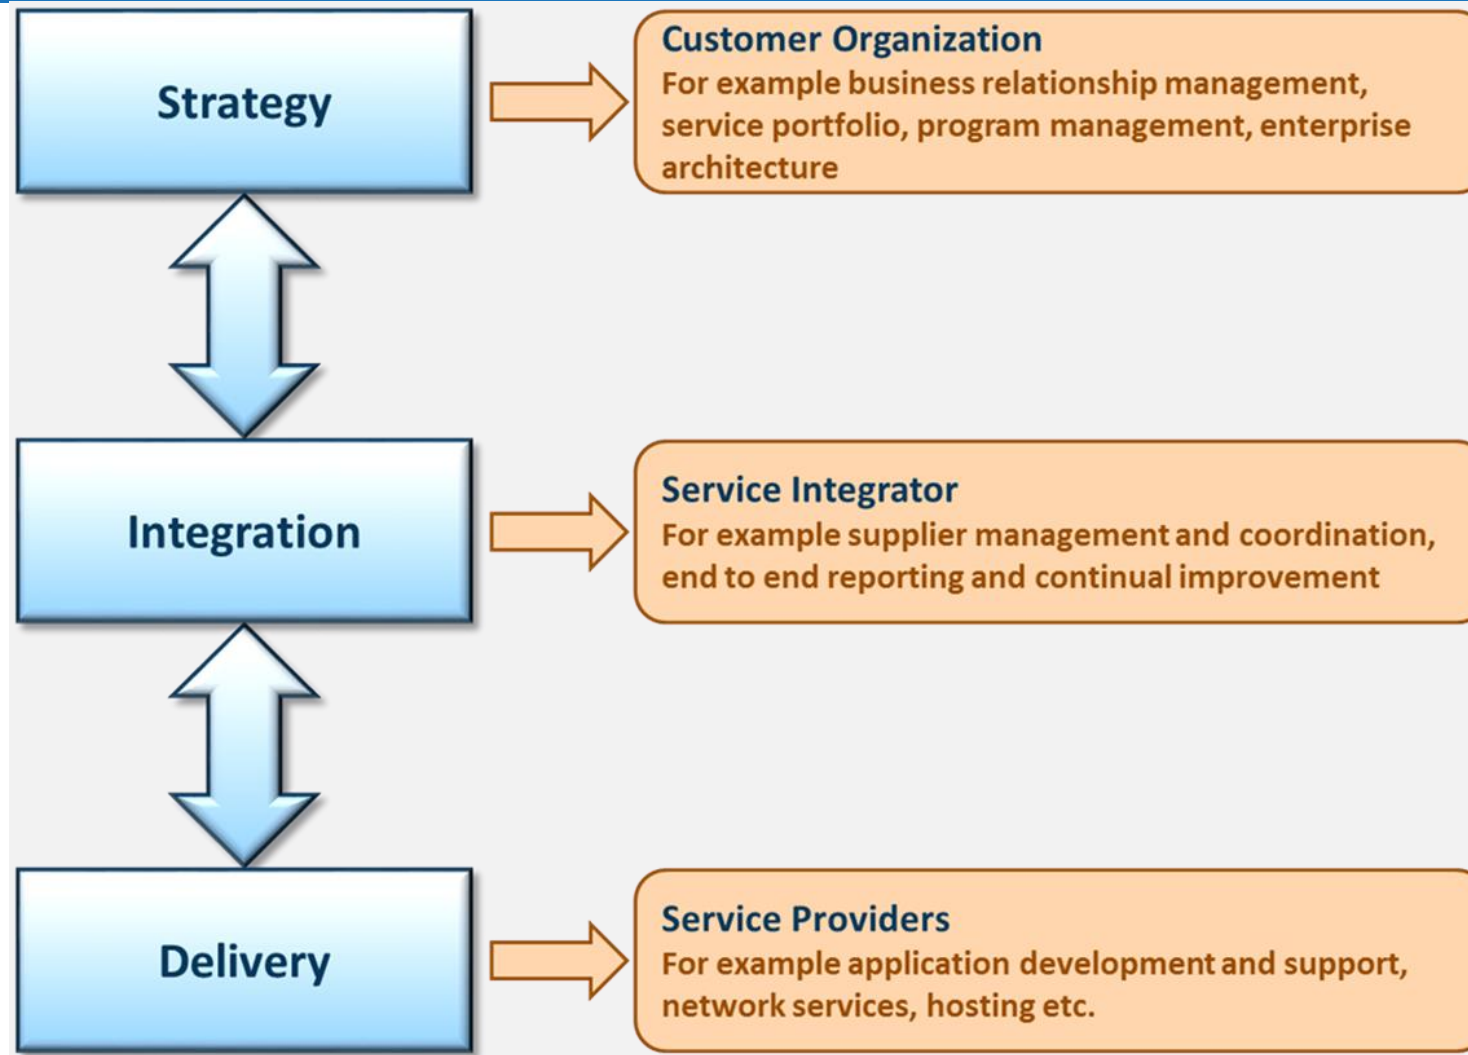 Strategy
Customer Organization
For example business relationship management,
service portfolio, program management, enterprise
architecture
Integration
Service Integrator
For example supplier management and coordination,
end to end reporting and continual improvement
Delivery
Service Providers
For example application development and support,
network services, hosting etc.